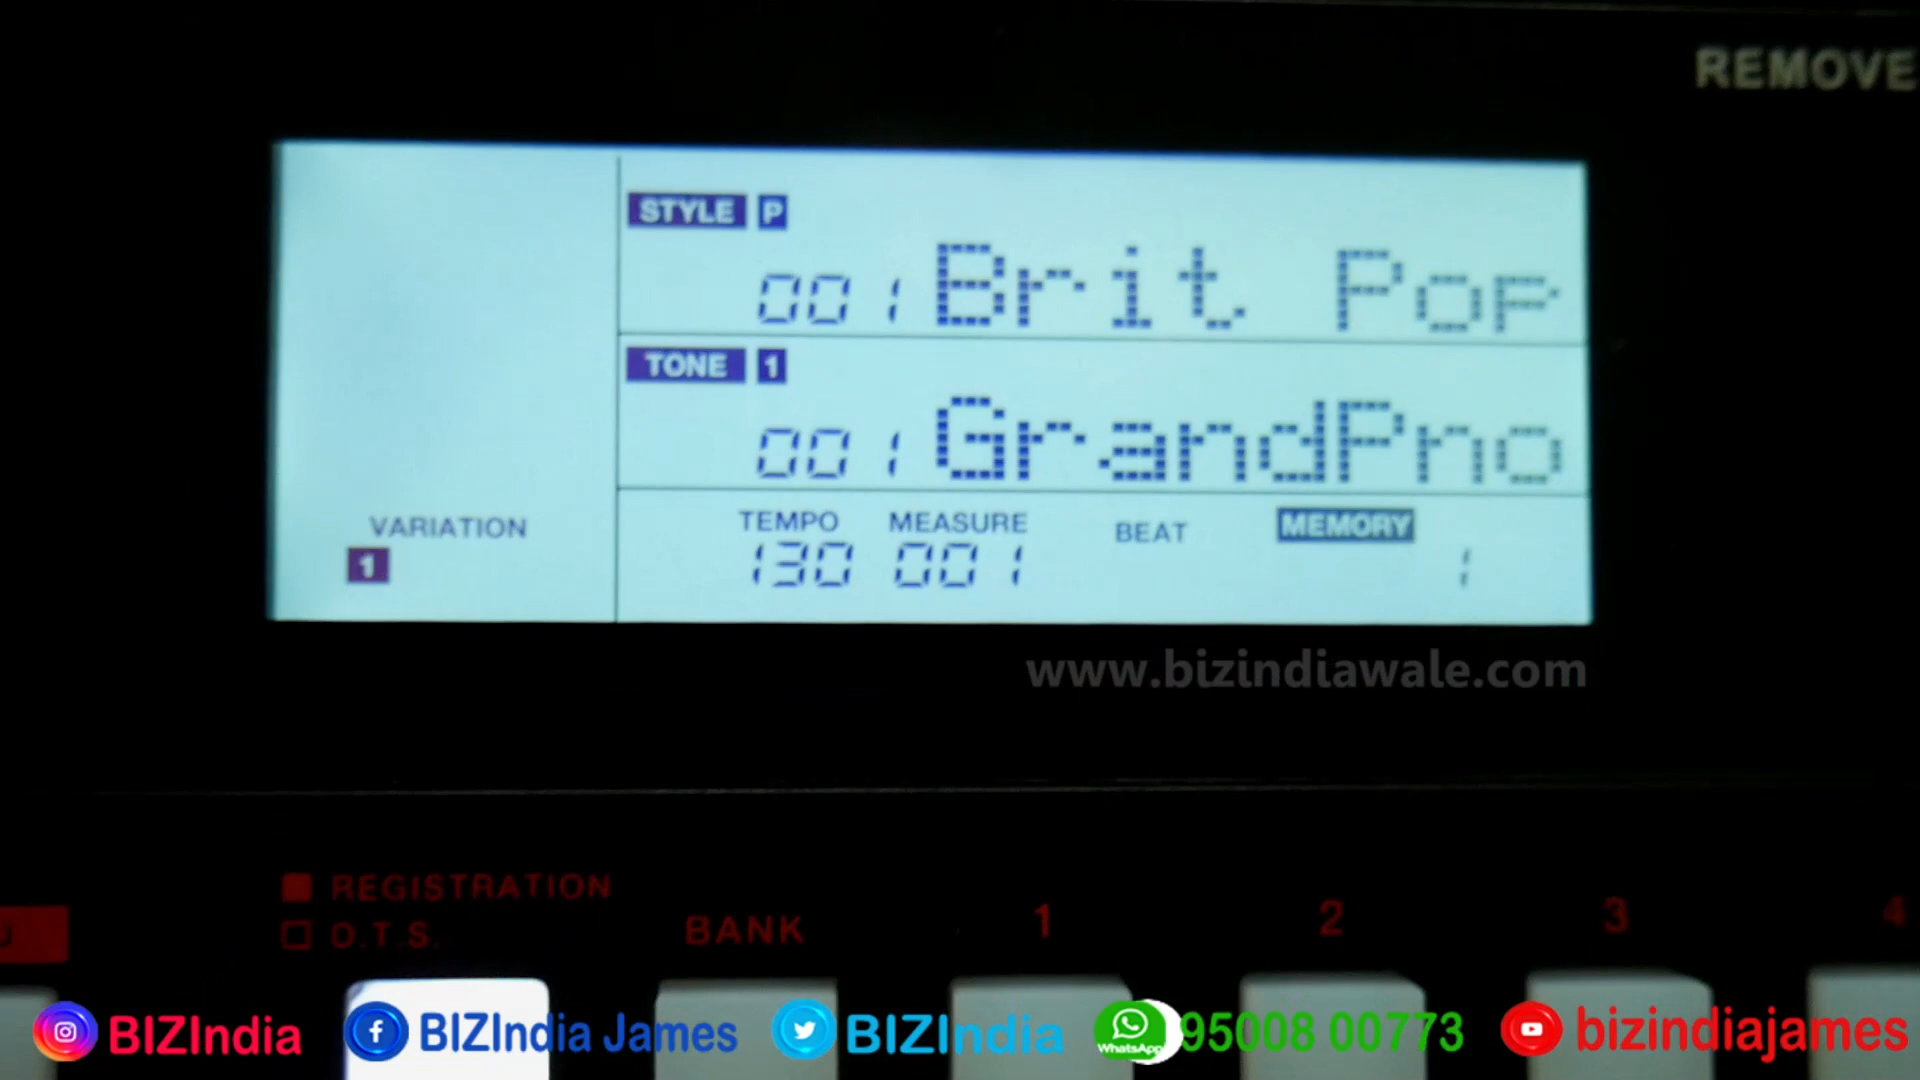 REMOVE
STYLE P
001 Brit Pop
TONE 1
001 GrandPno
VARIATION
1
TEMPO MEASURE BEAT MEMORY
130 001 1
www.bizindiawale.com
REGISTRATION
O.T.S.
BANK 1 2 3 4
BIZIndia BIZIndia James BIZIndia WhatsApp 95008 00773 bizindiajames